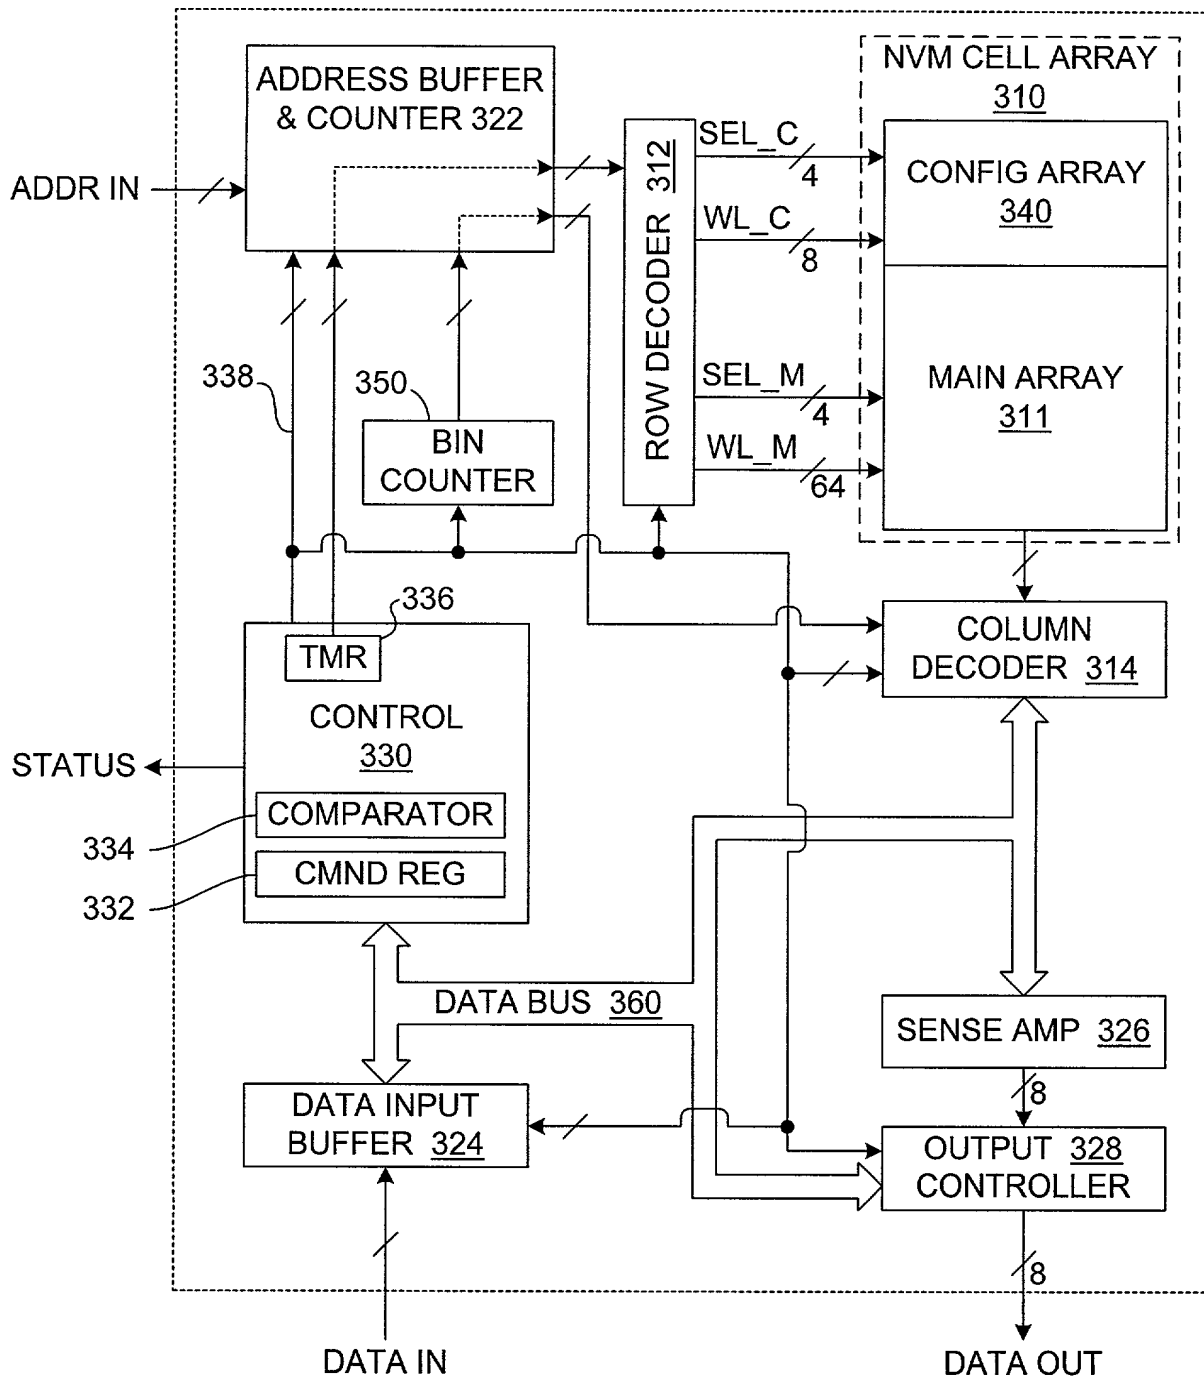 ADDRESS BUFFER
& COUNTER 322
NVM CELL ARRAY
310
ROW DECODER 312
SEL_C
4
WL_C
8
SEL_M
4
WL_M
64
CONFIG ARRAY
340
MAIN ARRAY
311
ADDR IN
338
350
BIN
COUNTER
336
TMR
CONTROL
330
COMPARATOR
CMND REG
334
332
STATUS
COLUMN
DECODER 314
DATA BUS 360
SENSE AMP 326
8
DATA INPUT
BUFFER 324
OUTPUT 328
CONTROLLER
8
DATA IN
DATA OUT